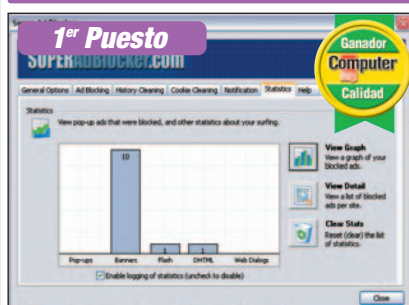 1er Puesto
SUPERADBLOCKER.COM
Ganador
Computer
Calidad
General Options Ad Blocking History Cleaning Cookie Cleaning Notification Statistics Help
Statistics
View pop-up ads that were blocked, and other statistics about your surfing.
10
1 1
Pop-ups Banners Flash DHTML Web Dialogs
View Graph
View a graph of your
blocked ads.
View Detail
View a list of blocked
ads per site.
Clear Stats
Reset (clear) the list
of statistics.
Enable logging of statistics (uncheck to disable)
Close